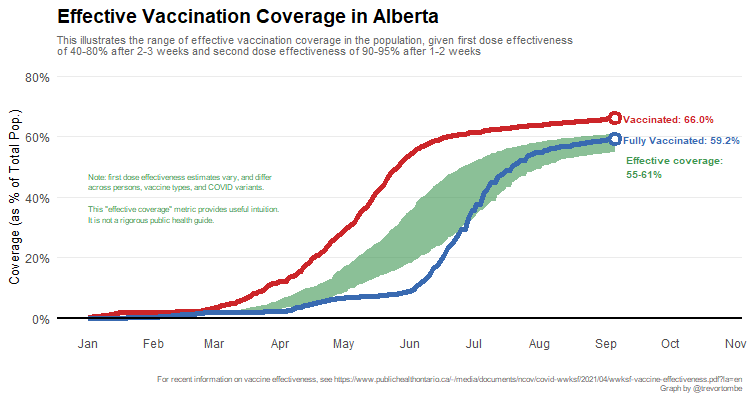 Effective Vaccination Coverage in Alberta
This illustrates the range of effective vaccination coverage in the population, given first dose effectiveness
of 40-80% after 2-3 weeks and second dose effectiveness of 90-95% after 1-2 weeks
Coverage (as % of Total Pop.)
80%
60%
40%
20%
0%
Vaccinated: 66.0%
Fully Vaccinated: 59.2%
Effective coverage:
55-61%
Note: first dose effectiveness estimates vary, and differ
across persons, vaccine types, and COVID variants.
This "effective coverage" metric provides useful intuition.
It is not a rigorous public health guide.
Jan Feb Mar Apr May Jun Jul Aug Sep Oct Nov
For recent information on vaccine effectiveness, see https://www.publichealthontario.ca/-/media/documents/ncov/covid-wwksf/2021/04/wwksf-vaccine-effectiveness.pdf?la=en
Graph by @trevortombe